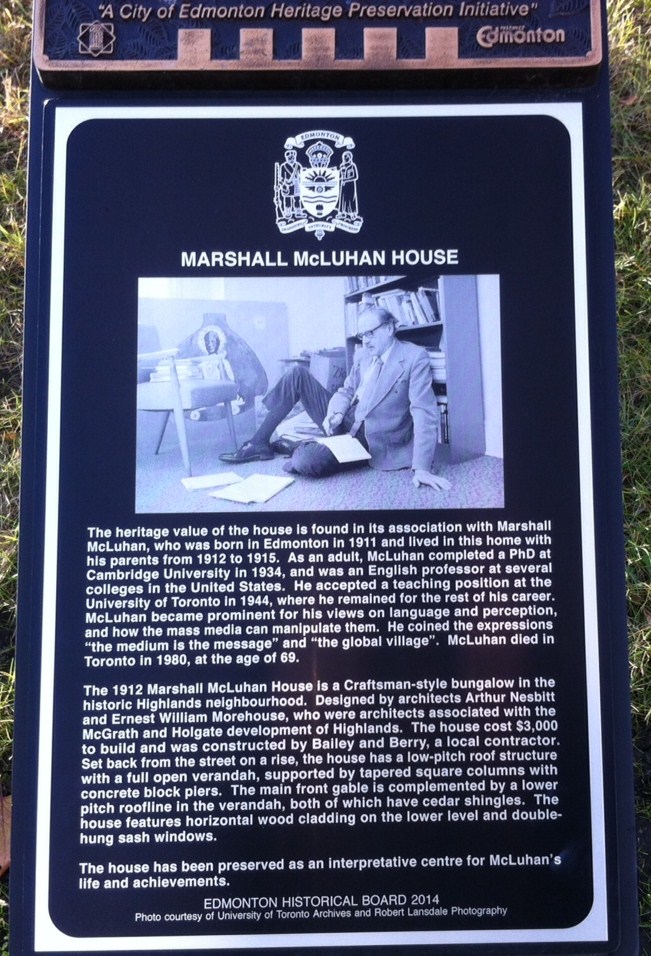 "A City of Edmonton Heritage Preservation Initiative"
Edmonton
EDMONTON
INTEGRITY
MARSHALL McLUHAN HOUSE
The heritage value of the house is found in its association with Marshall
McLuhan, who was born in Edmonton in 1911 and lived in this home with
his parents from 1912 to 1915. As an adult, McLuhan completed a PhD at
Cambridge University in 1934, and was an English professor at several
colleges in the United States. He accepted a teaching position at the
University of Toronto in 1944, where he remained for the rest of his career.
McLuhan became prominent for his views on language and perception,
and how the mass media can manipulate them. He coined the expressions
"the medium is the message" and "the global village". McLuhan died in
Toronto in 1980, at the age of 69.
The 1912 Marshall McLuhan House is a Craftsman-style bungalow in the
historic Highlands neighbourhood. Designed by architects Arthur Nesbitt
and Ernest William Morehouse, who were architects associated with the
McGrath and Holgate development of Highlands. The house cost $3,000
to build and was constructed by Bailey and Berry, a local contractor.
Set back from the street on a rise, the house has a low-pitch roof structure
with a full open verandah, supported by tapered square columns with
concrete block piers. The main front gable is complemented by a lower
pitch roofline in the verandah, both of which have cedar shingles. The
house features horizontal wood cladding on the lower level and double-
hung sash windows.
The house has been preserved as an interpretative centre for McLuhan's
life and achievements.
EDMONTON HISTORICAL BOARD 2014
Photo courtesy of University of Toronto Archives and Robert Lansdale Photography